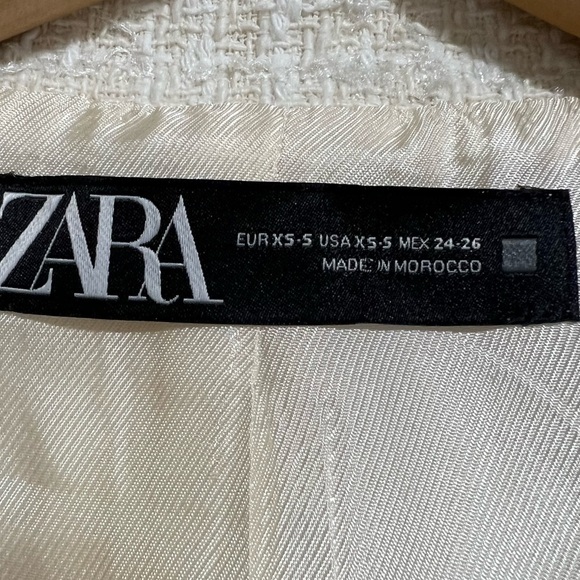 ZARA
EUR XS-S USA XS-S MEX 24-26
MADE IN MOROCCO